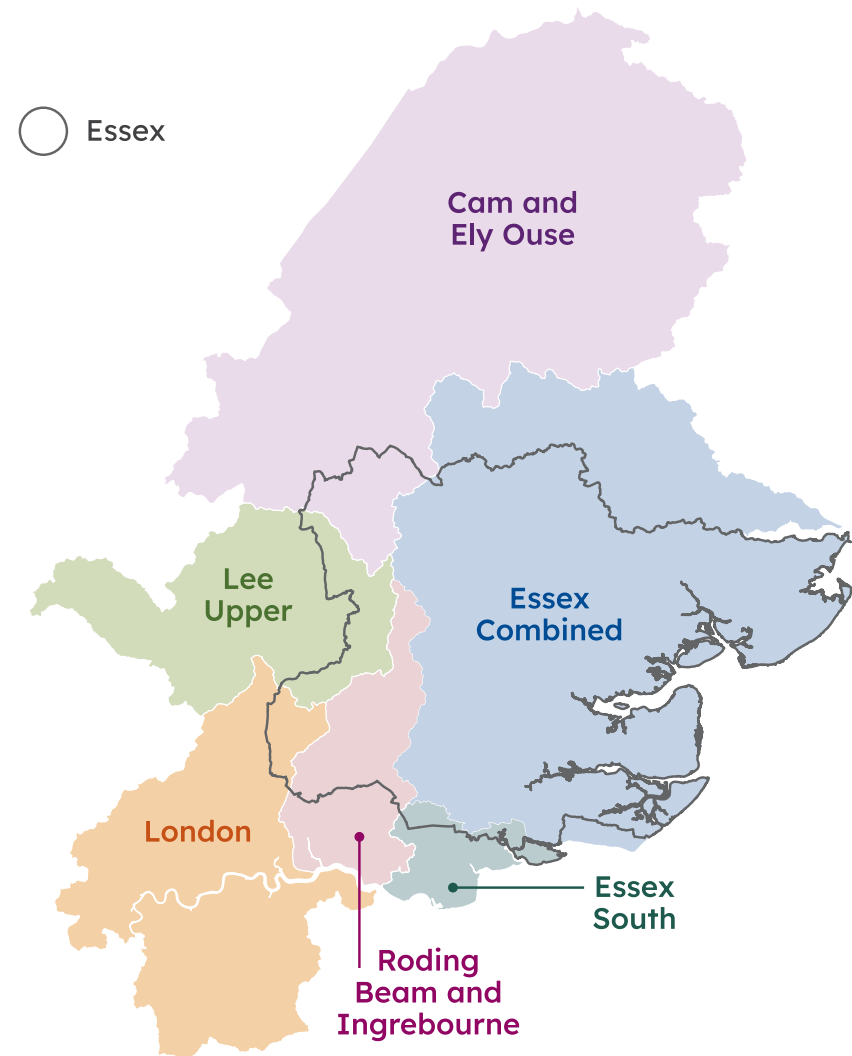 Essex
Cam and
Ely Ouse
Lee
Upper
Essex
Combined
London
Essex
South
Roding
Beam and
Ingrebourne